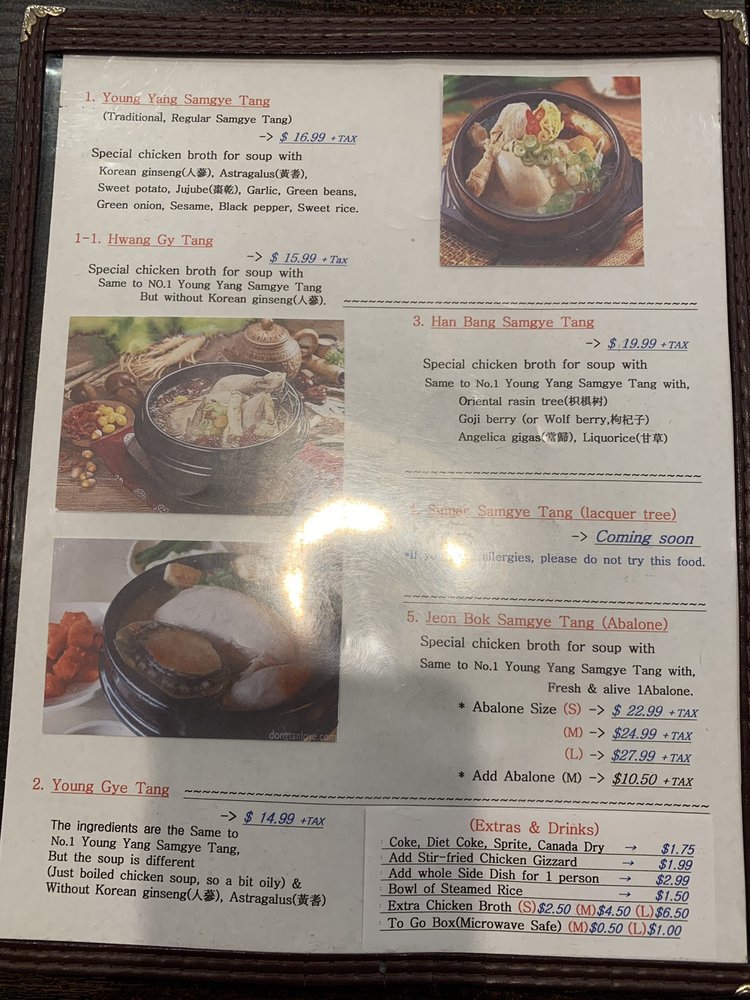 1. Young Yang Samgye Tang
(Traditional, Regular Samgye Tang)
-> $ 16.99 +TAX
Special chicken broth for soup with
Korean ginseng(人蔘), Astragalus(黃耆),
Sweet potato, Jujube(棗乾), Garlic, Green beans,
Green onion, Sesame, Black pepper, Sweet rice.
1-1. Hwang Gy Tang
-> $ 15.99 +Tax
Special chicken broth for soup with
Same to NO.1 Young Yang Samgye Tang
But without Korean ginseng(人蔘).
3. Han Bang Samgye Tang
-> $ 19.99 +TAX
Special chicken broth for soup with
Same to No.1 Young Yang Samgye Tang with,
Oriental rasin tree(枳椇树)
Goji berry (or Wolf berry,枸杞子)
Angelica gigas(當歸), Liquorice(甘草)
Samgye Tang (lacquer tree)
-> Coming soon
*If allergies, please do not try this food.
5. Jeon Bok Samgye Tang (Abalone)
Special chicken broth for soup with
Same to No.1 Young Yang Samgye Tang with,
Fresh & alive 1Abalone.
* Abalone Size (S) -> $ 22.99 +TAX
(M) -> $24.99 +TAX
(L) -> $27.99 +TAX
* Add Abalone (M) -> $10.50 +TAX
dongtanlove.com
2. Young Gye Tang
-> $ 14.99 +TAX
The ingredients are the Same to
No.1 Young Yang Samgye Tang,
But the soup is different
(Just boiled chicken soup, so a bit oily) &
Without Korean ginseng(人蔘), Astragalus(黃耆)
(Extras & Drinks)
: Coke, Diet Coke, Sprite, Canada Dry → $1.75
: Add Stir-fried Chicken Gizzard → $1.99
: Add whole Side Dish for 1 person → $2.99
: Bowl of Steamed Rice → $1.50
: Extra Chicken Broth (S)$2.50 (M)$4.50 (L)$6.50
: To Go Box(Microwave Safe) (M)$0.50 (L)$1.00